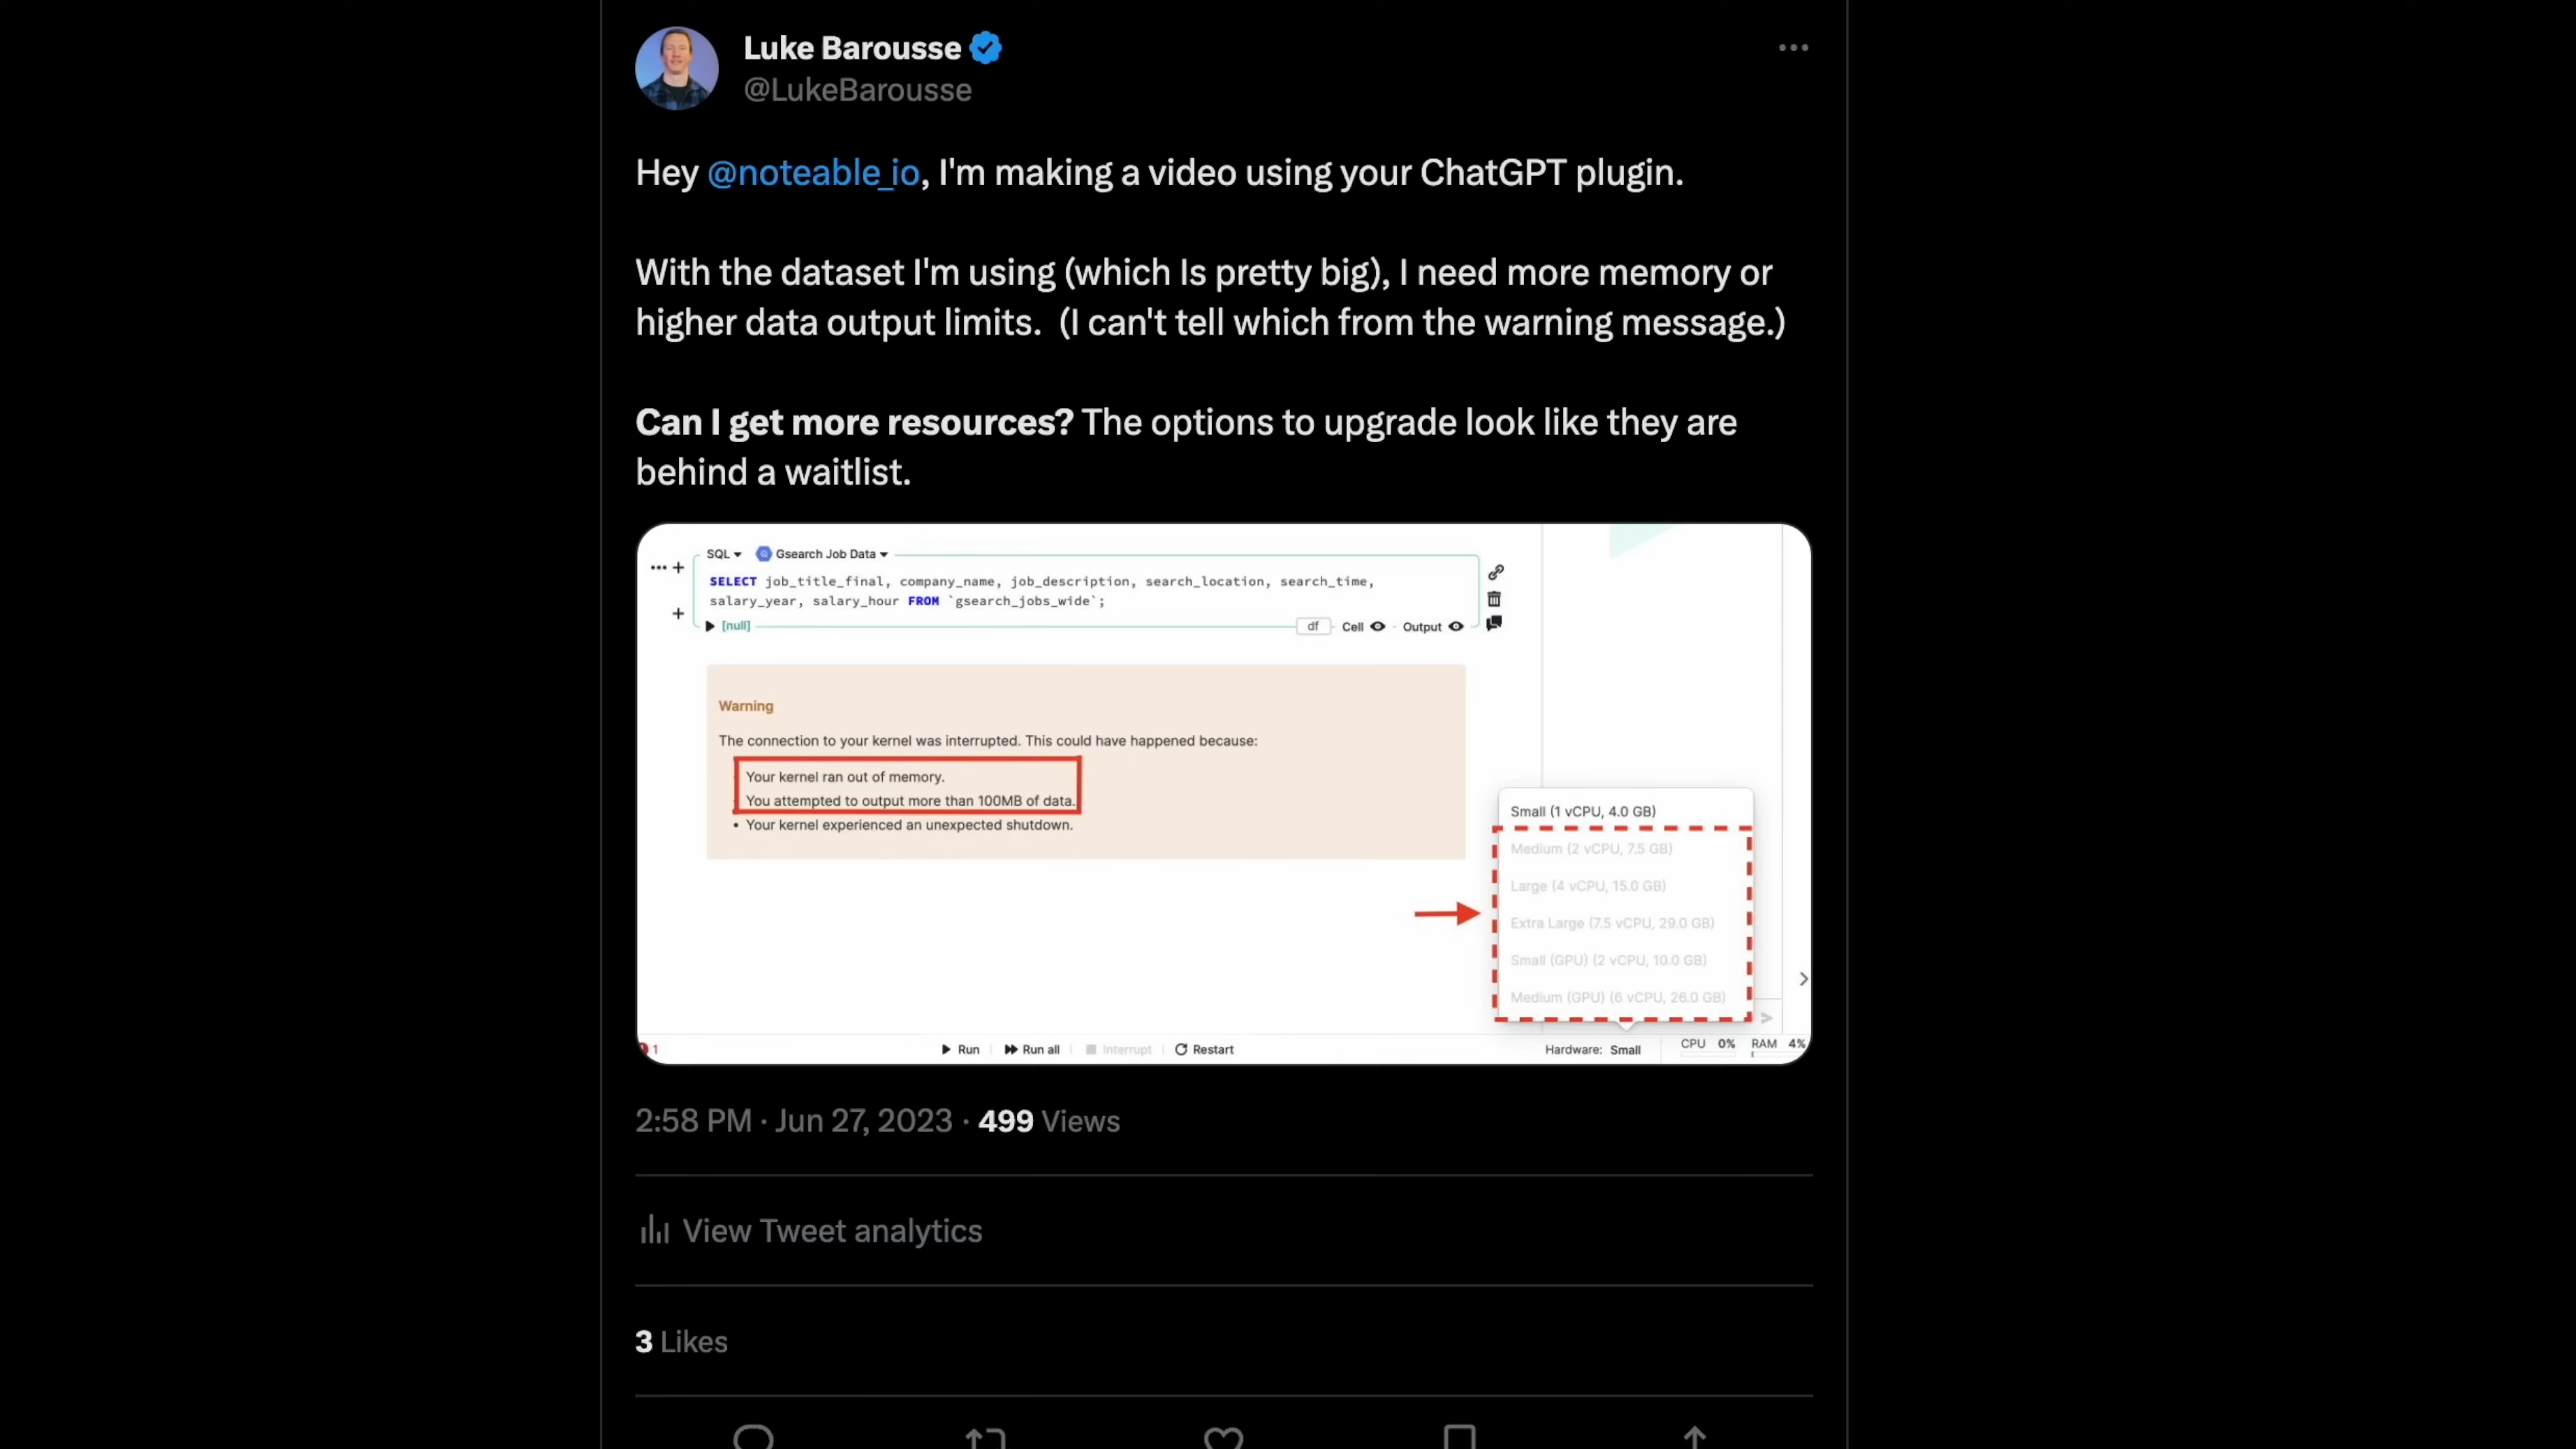 Luke Barousse
@LukeBarousse
Hey @noteable_io, I'm making a video using your ChatGPT plugin.
With the dataset I'm using (which Is pretty big), I need more memory or
higher data output limits.  (I can't tell which from the warning message.)
Can I get more resources? The options to upgrade look like they are
behind a waitlist.
SQL Gsearch Job Data
SELECT job_title_final, company_name, job_description, search_location, search_time,
salary_year, salary_hour FROM `gsearch_jobs_wide`;
[null]
df Cell Output
Warning
The connection to your kernel was interrupted. This could have happened because:
Your kernel ran out of memory.
You attempted to output more than 100MB of data.
• Your kernel experienced an unexpected shutdown.
Small (1 vCPU, 4.0 GB)
Medium (2 vCPU, 7.5 GB)
Large (4 vCPU, 15.0 GB)
Extra Large (7.5 vCPU, 29.0 GB)
Small (GPU) (2 vCPU, 10.0 GB)
Medium (GPU) (6 vCPU, 26.0 GB)
1 Run Run all Interrupt Restart Hardware: Small CPU 0% RAM 4%
2:58 PM · Jun 27, 2023 · 499 Views
View Tweet analytics
3 Likes